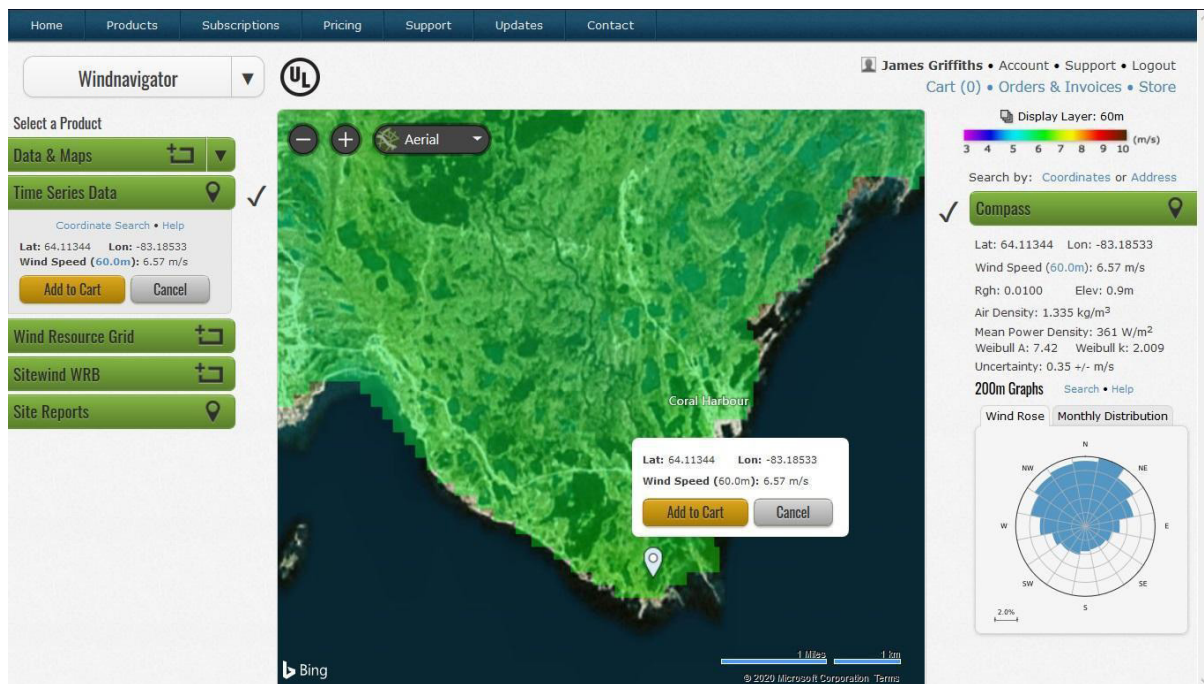 Home Products Subscriptions Pricing Support Updates Contact
Windnavigator
UL
James Griffiths • Account • Support • Logout
Cart (0) • Orders & Invoices • Store
Select a Product
Data & Maps
Time Series Data
Coordinate Search • Help
Lat: 64.11344 Lon: -83.18533
Wind Speed (60.0m): 6.57 m/s
Add to Cart Cancel
Wind Resource Grid
Sitewind WRB
Site Reports
Aerial
Coral Harbour
Lat: 64.11344 Lon: -83.18533
Wind Speed (60.0m): 6.57 m/s
Add to Cart Cancel
1 Miles 1 km
Bing
© 2020 Microsoft Corporation Terms
Display Layer: 60m
3 4 5 6 7 8 9 10 (m/s)
Search by: Coordinates or Address
Compass
Lat: 64.11344 Lon: -83.18533
Wind Speed (60.0m): 6.57 m/s
Rgh: 0.0100 Elev: 0.9m
Air Density: 1.335 kg/m³
Mean Power Density: 361 W/m²
Weibull A: 7.42 Weibull k: 2.009
Uncertainty: 0.35 +/- m/s
200m Graphs Search • Help
Wind Rose Monthly Distribution
N
NW NE
W E
SW SE
S
2.0%